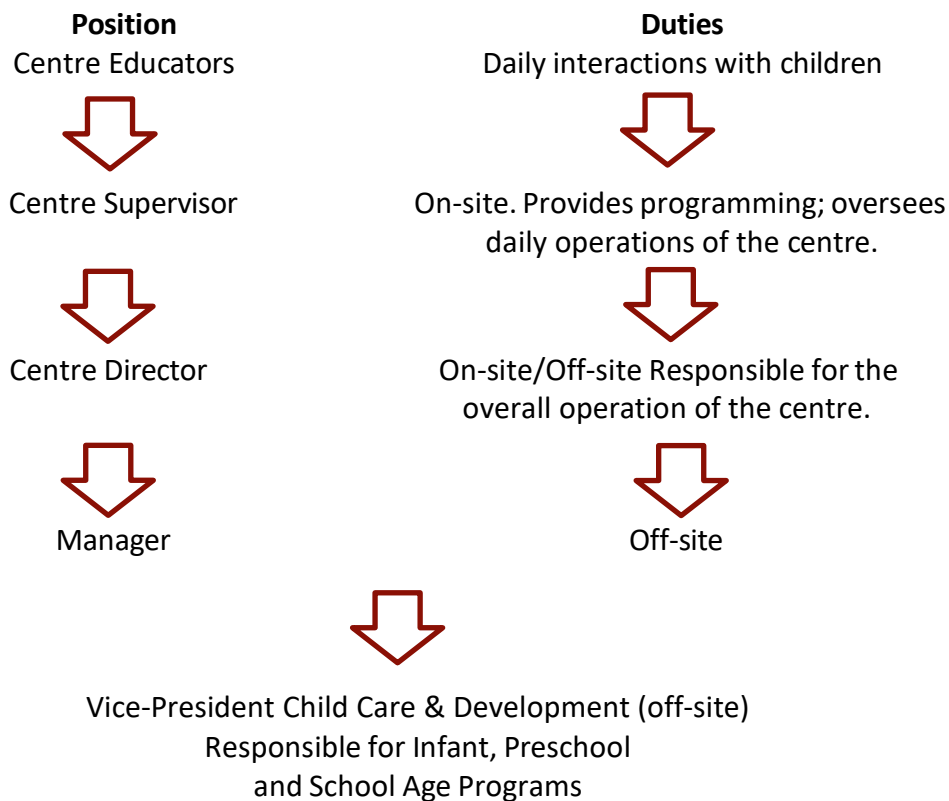 Position
Duties
Centre Educators
Daily interactions with children
Centre Supervisor
On-site. Provides programming; oversees
daily operations of the centre.
Centre Director
On-site/Off-site Responsible for the
overall operation of the centre.
Manager
Off-site
Vice-President Child Care & Development (off-site)
Responsible for Infant, Preschool
and School Age Programs